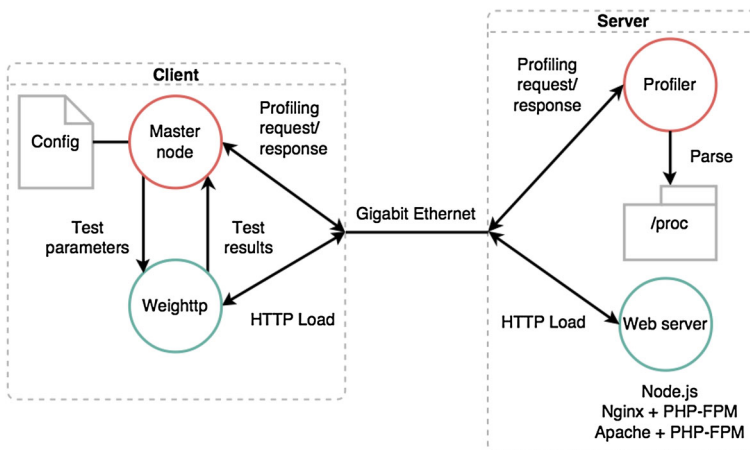 Server
Client
Config
Master
node
Profiling
request/
response
Test
parameters
Test
results
Weighttp
HTTP Load
Gigabit Ethernet
Profiling
request/
response
Profiler
Parse
/proc
HTTP Load
Web server
Node.js
Nginx + PHP-FPM
Apache + PHP-FPM